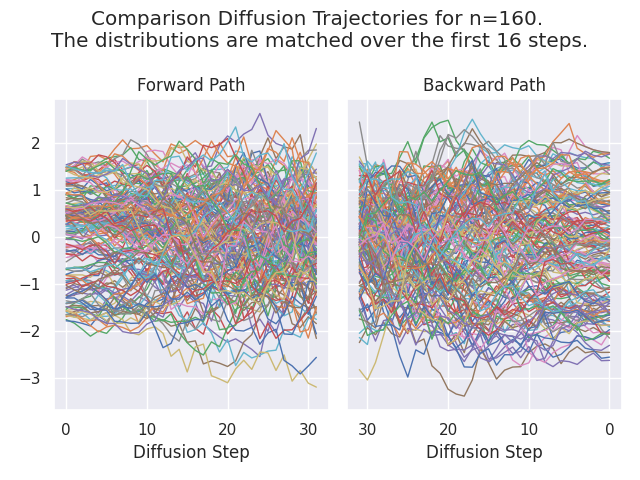 Comparison Diffusion Trajectories for n=160.
The distributions are matched over the first 16 steps.
Forward Path
Backward Path
2
1
0
−1
−2
−3
0 10 20 30
30 20 10 0
Diffusion Step
Diffusion Step